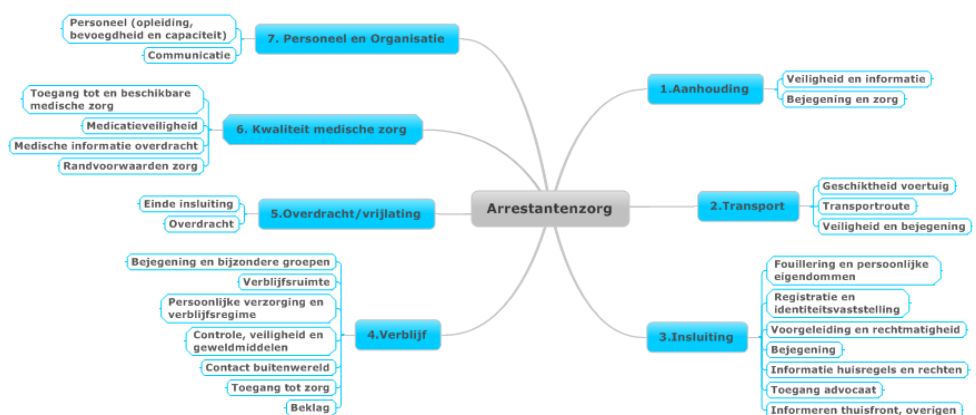 Arrestantenzorg
1.Aanhouding
Veiligheid en informatie
Bejegening en zorg
2.Transport
Geschiktheid voertuig
Transportroute
Veiligheid en bejegening
3.Insluiting
Fouillering en persoonlijke
eigendommen
Registratie en
identiteitsvaststelling
Voorgeleiding en rechtmatigheid
Bejegening
Informatie huisregels en rechten
Toegang advocaat
Informeren thuisfront, overigen
4.Verblijf
Bejegening en bijzondere groepen
Verblijfsruimte
Persoonlijke verzorging en
verblijfsregime
Controle, veiligheid en
geweldmiddelen
Contact buitenwereld
Toegang tot zorg
Beklag
5.Overdracht/vrijlating
Einde insluiting
Overdracht
6. Kwaliteit medische zorg
Toegang tot en beschikbare
medische zorg
Medicatieveiligheid
Medische informatie overdracht
Randvoorwaarden zorg
7. Personeel en Organisatie
Personeel (opleiding,
bevoegdheid en capaciteit)
Communicatie